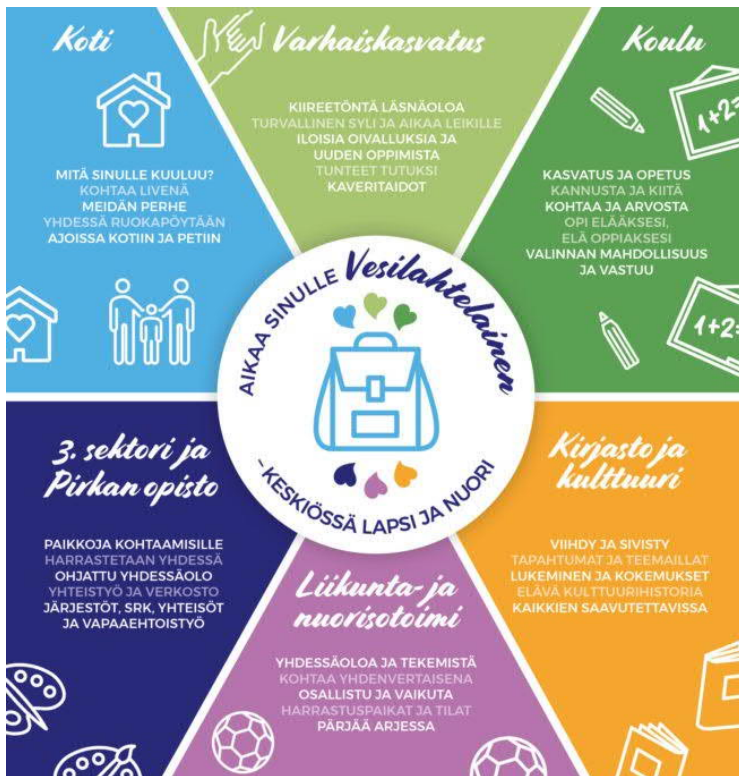 Koti
MITÄ SINULLE KUULUU?
KOHTAA LIVENÄ
MEIDÄN PERHE
YHDESSÄ RUOKAPÖYTÄÄN
AJOISSA KOTIIN JA PETIIN
Varhaiskasvatus
KIIREETÖNTÄ LÄSNÄOLOA
TURVALLINEN SYLI JA AIKAA LEIKILLE
ILOISIA OIVALLUKSIA JA
UUDEN OPPIMISTA
TUNTEET TUTUKSI
KAVERITAIDOT
Koulu
1+2=
KASVATUS JA OPETUS
KANNUSTA JA KIITÄ
KOHTAA JA ARVOSTA
OPI ELÄÄKSESI,
ELÄ OPPIAKSESI
VALINNAN MAHDOLLISUUS
JA VASTUU
1+2=
AIKAA SINULLE Vesilahtelainen
- KESKIÖSSÄ LAPSI JA NUORI
3. sektori ja
Pirkan opisto
PAIKKOJA KOHTAAMISILLE
HARRASTETAAN YHDESSÄ
OHJATTU YHDESSÄOLO
YHTEISTYÖ JA VERKOSTO
JÄRJESTÖT, SRK, YHTEISÖT
JA VAPAAEHTOISTYÖ
Liikunta- ja
nuorisotoimi
YHDESSÄOLOA JA TEKEMISTÄ
KOHTAA YHDENVERTAISENA
OSALLISTU JA VAIKUTA
HARRASTUSPAIKAT JA TILAT
PÄRJÄÄ ARJESSA
Kirjasto ja
kulttuuri
VIIHDY JA SIVISTY
TAPAHTUMAT JA TEEMAILLAT
LUKEMINEN JA KOKEMUKSET
ELÄVÄ KULTTUURIHISTORIA
KAIKKIEN SAAVUTETTAVISSA